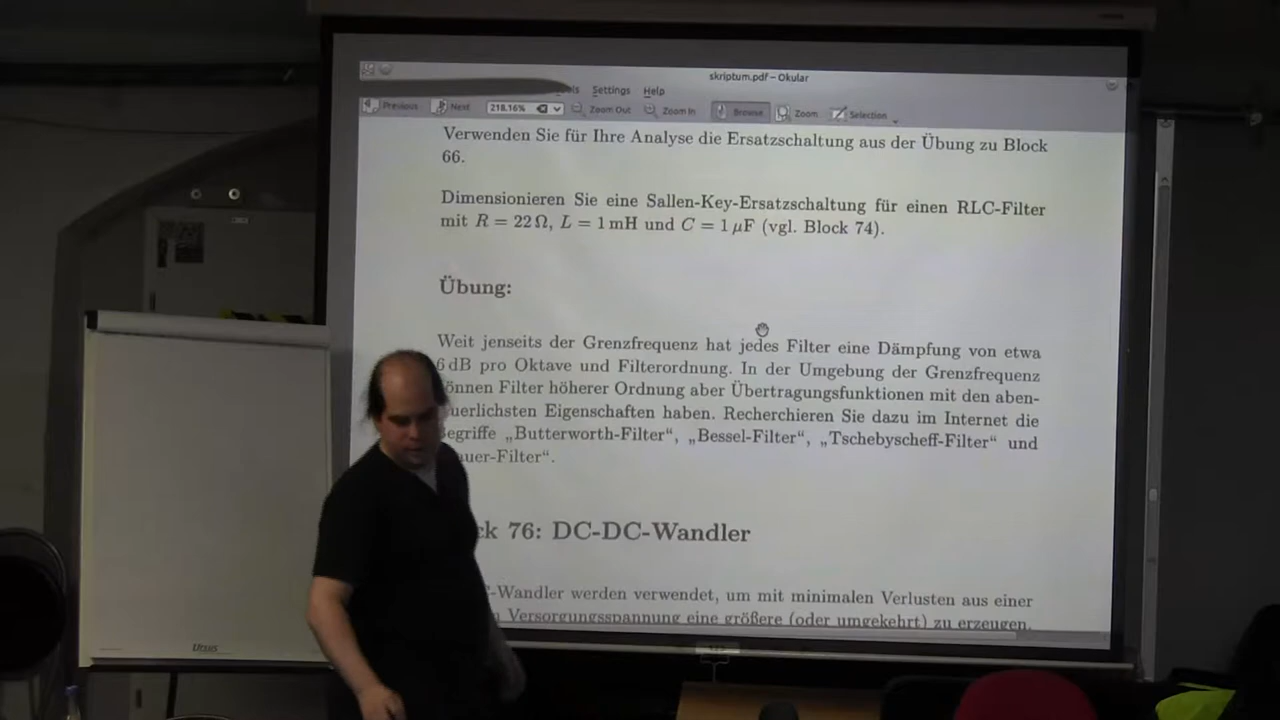 skriptum.pdf – Okular
Settings Help
Previous Next 218.16% Zoom Out Zoom In Browse Zoom Selection
Verwenden Sie für Ihre Analyse die Ersatzschaltung aus der Übung zu Block
66.
Dimensionieren Sie eine Sallen-Key-Ersatzschaltung für einen RLC-Filter
mit R = 22 Ω, L = 1 mH und C = 1 μF (vgl. Block 74).
Übung:
Weit jenseits der Grenzfrequenz hat jedes Filter eine Dämpfung von etwa
6 dB pro Oktave und Filterordnung. In der Umgebung der Grenzfrequenz
önnen Filter höherer Ordnung aber Übertragungsfunktionen mit den aben-
uerlichsten Eigenschaften haben. Recherchieren Sie dazu im Internet die
egriffe „Butterworth-Filter“, „Bessel-Filter“, „Tschebyscheff-Filter“ und
auer-Filter“.
ck 76: DC-DC-Wandler
C-Wandler werden verwendet, um mit minimalen Verlusten aus einer
n Versorgungsspannung eine größere (oder umgekehrt) zu erzeugen.